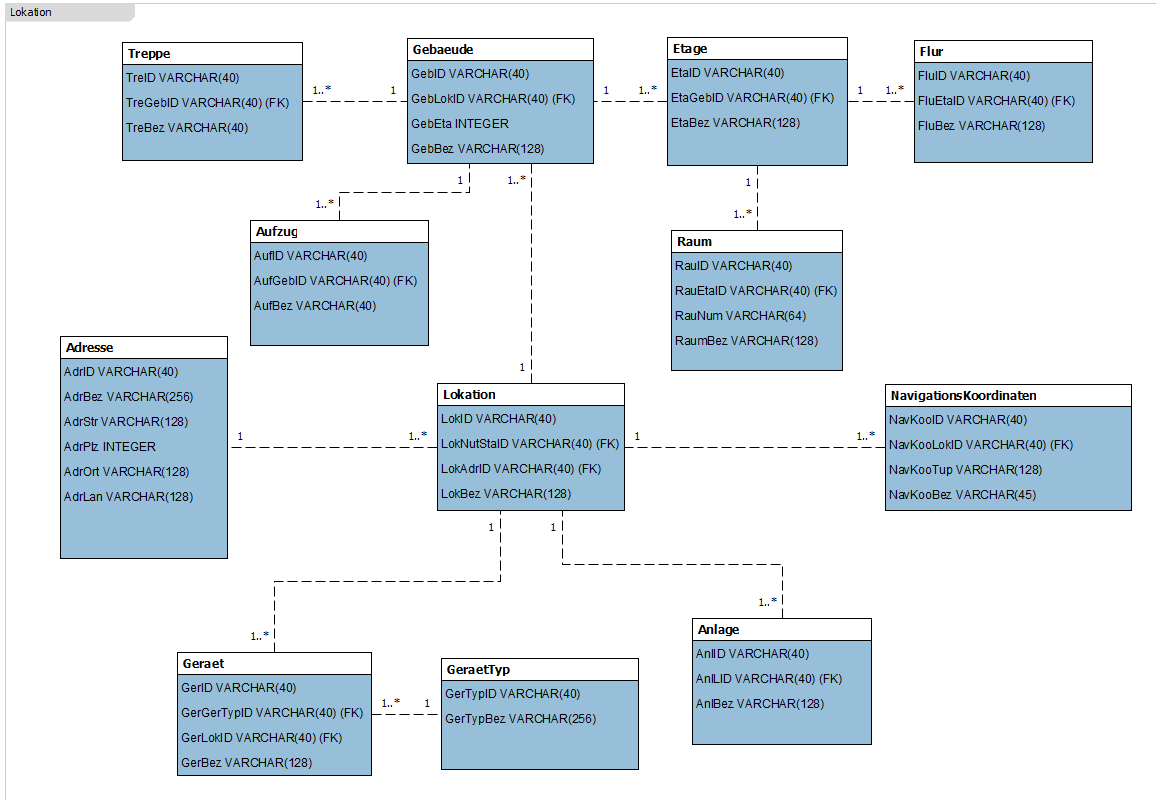 Lokation
Treppe
TreID VARCHAR(40)
TreGebID VARCHAR(40) (FK)
TreBez VARCHAR(40)
1..*
1
Gebaeude
GebID VARCHAR(40)
GebLokID VARCHAR(40) (FK)
GebEta INTEGER
GebBez VARCHAR(128)
1
1..*
Etage
EtaID VARCHAR(40)
EtaGebID VARCHAR(40) (FK)
EtaBez VARCHAR(128)
1
1..*
Flur
FluID VARCHAR(40)
FluEtaID VARCHAR(40) (FK)
FluBez VARCHAR(128)
1
1..*
1..*
1
1
1..*
Aufzug
AufID VARCHAR(40)
AufGebID VARCHAR(40) (FK)
AufBez VARCHAR(40)
Raum
RauID VARCHAR(40)
RauEtaID VARCHAR(40) (FK)
RauNum VARCHAR(64)
RaumBez VARCHAR(128)
Adresse
AdrID VARCHAR(40)
AdrBez VARCHAR(256)
AdrStr VARCHAR(128)
AdrPlz INTEGER
AdrOrt VARCHAR(128)
AdrLan VARCHAR(128)
1
1..*
Lokation
LokID VARCHAR(40)
LokNutStaID VARCHAR(40) (FK)
LokAdrID VARCHAR(40) (FK)
LokBez VARCHAR(128)
1
1..*
NavigationsKoordinaten
NavKooID VARCHAR(40)
NavKooLokID VARCHAR(40) (FK)
NavKooTup VARCHAR(128)
NavKooBez VARCHAR(45)
1
1
1..*
1..*
Geraet
GerID VARCHAR(40)
GerGerTypID VARCHAR(40) (FK)
GerLokID VARCHAR(40) (FK)
GerBez VARCHAR(128)
1..*
1
GeraetTyp
GerTypID VARCHAR(40)
GerTypBez VARCHAR(256)
Anlage
AnlID VARCHAR(40)
AnlLID VARCHAR(40) (FK)
AnlBez VARCHAR(128)